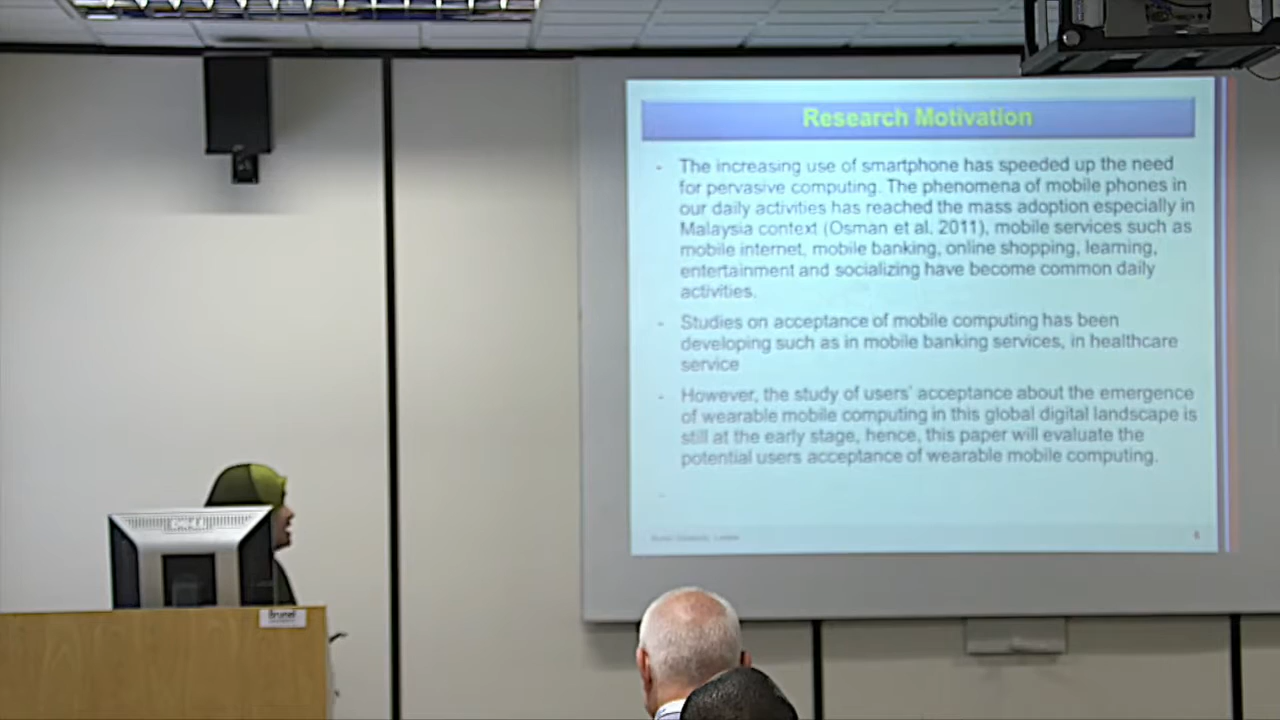 Research Motivation
- The increasing use of smartphone has speeded up the need
for pervasive computing. The phenomena of mobile phones in
our daily activities has reached the mass adoption especially in
Malaysia context (Osman et al. 2011), mobile services such as
mobile internet, mobile banking, online shopping, learning,
entertainment and socializing have become common daily
activities.
- Studies on acceptance of mobile computing has been
developing such as in mobile banking services, in healthcare
service
- However, the study of users' acceptance about the emergence
of wearable mobile computing in this global digital landscape is
still at the early stage, hence, this paper will evaluate the
potential users acceptance of wearable mobile computing.
-
Brunel University, London
Brunel